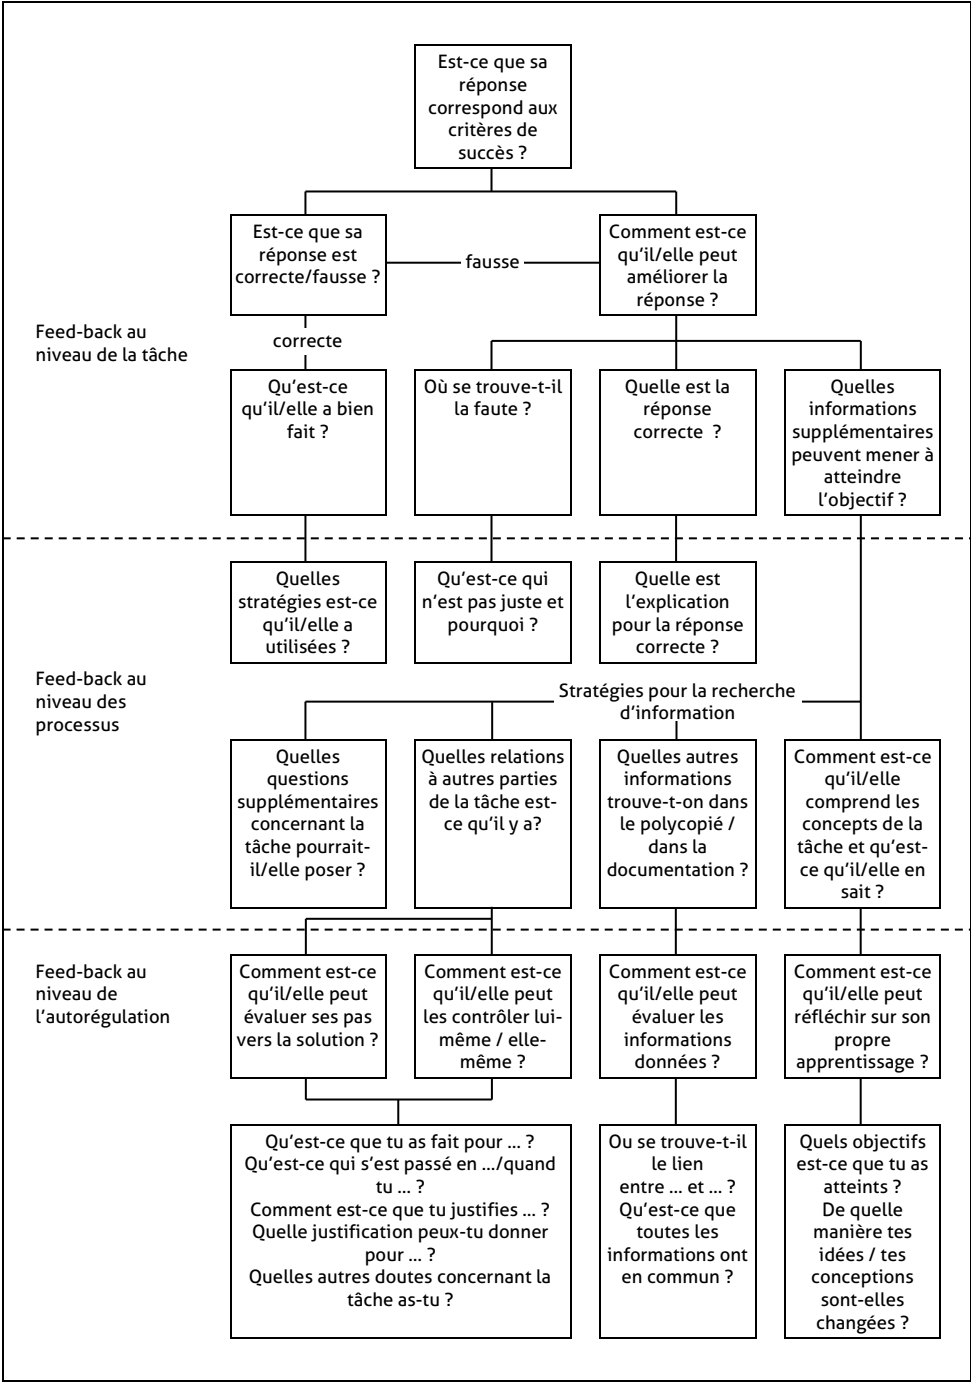 Est-ce que sa
réponse
correspond aux
critères de
succès ?
Est-ce que sa
réponse est
correcte/fausse ?
fausse
Comment est-ce
qu'il/elle peut
améliorer la
réponse ?
Feed-back au
niveau de la tâche
correcte
Qu'est-ce
qu'il/elle a bien
fait ?
Où se trouve-t-il
la faute ?
Quelle est la
réponse
correcte ?
Quelles
informations
supplémentaires
peuvent mener à
atteindre
l'objectif ?
Quelles
stratégies est-ce
qu'il/elle a
utilisées ?
Qu'est-ce qui
n'est pas juste et
pourquoi ?
Quelle est
l'explication
pour la réponse
correcte ?
Feed-back au
niveau des
processus
Stratégies pour la recherche
d'information
Quelles
questions
supplémentaires
concernant la
tâche pourrait-
il/elle poser ?
Quelles relations
à autres parties
de la tâche est-
ce qu'il y a?
Quelles autres
informations
trouve-t-on dans
le polycopié /
dans la
documentation ?
Comment est-ce
qu'il/elle
comprend les
concepts de la
tâche et qu'est-
ce qu'il/elle en
sait ?
Feed-back au
niveau de
l'autorégulation
Comment est-ce
qu'il/elle peut
évaluer ses pas
vers la solution ?
Comment est-ce
qu'il/elle peut
les contrôler lui-
même / elle-
même ?
Comment est-ce
qu'il/elle peut
évaluer les
informations
données ?
Comment est-ce
qu'il/elle peut
réfléchir sur son
propre
apprentissage ?
Qu'est-ce que tu as fait pour ... ?
Qu'est-ce qui s'est passé en .../quand
tu ... ?
Comment est-ce que tu justifies ... ?
Quelle justification peux-tu donner
pour ... ?
Quelles autres doutes concernant la
tâche as-tu ?
Ou se trouve-t-il
le lien
entre ... et ... ?
Qu'est-ce que
toutes les
informations ont
en commun ?
Quels objectifs
est-ce que tu as
atteints ?
De quelle
manière tes
idées / tes
conceptions
sont-elles
changées ?